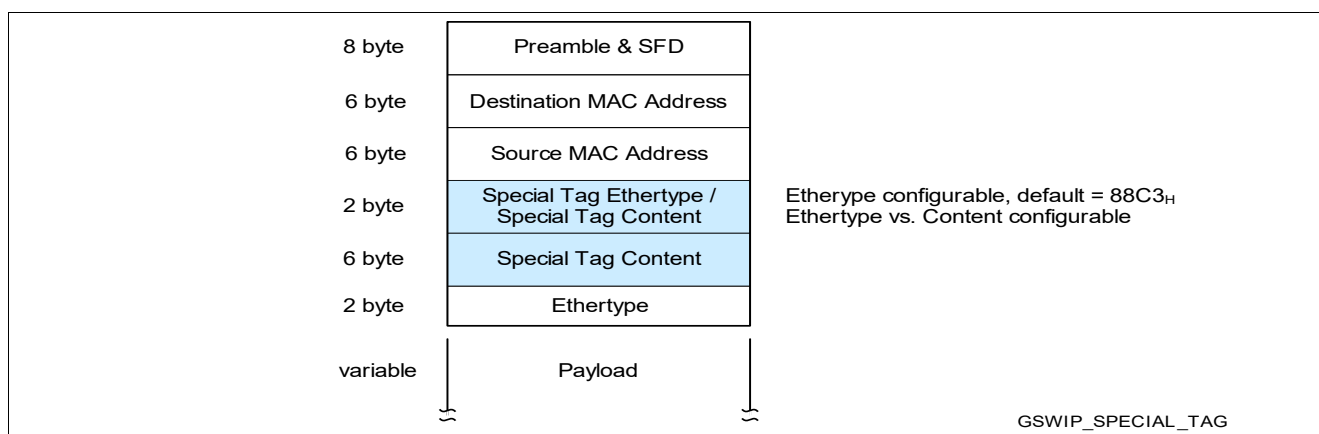 8 byte Preamble & SFD
6 byte Destination MAC Address
6 byte Source MAC Address
2 byte Special Tag Ethertype /
Special Tag Content
Etherype configurable, default = 88C3H
Ethertype vs. Content configurable
6 byte Special Tag Content
2 byte Ethertype
variable Payload
GSWIP_SPECIAL_TAG